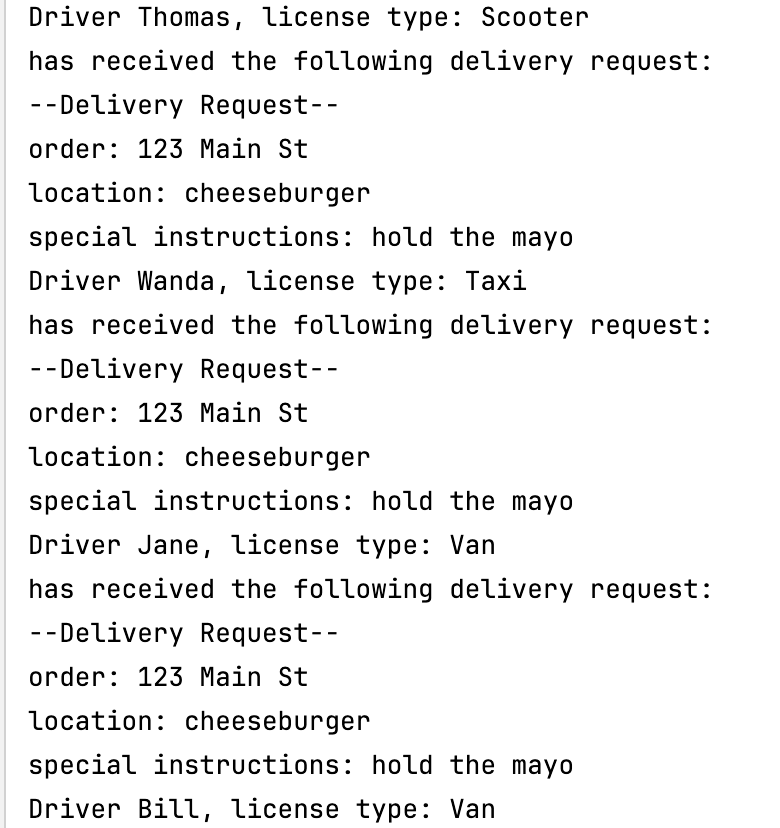 Driver Thomas, license type: Scooter
has received the following delivery request:
--Delivery Request--
order: 123 Main St
location: cheeseburger
special instructions: hold the mayo
Driver Wanda, license type: Taxi
has received the following delivery request:
--Delivery Request--
order: 123 Main St
location: cheeseburger
special instructions: hold the mayo
Driver Jane, license type: Van
has received the following delivery request:
--Delivery Request--
order: 123 Main St
location: cheeseburger
special instructions: hold the mayo
Driver Bill, license type: Van